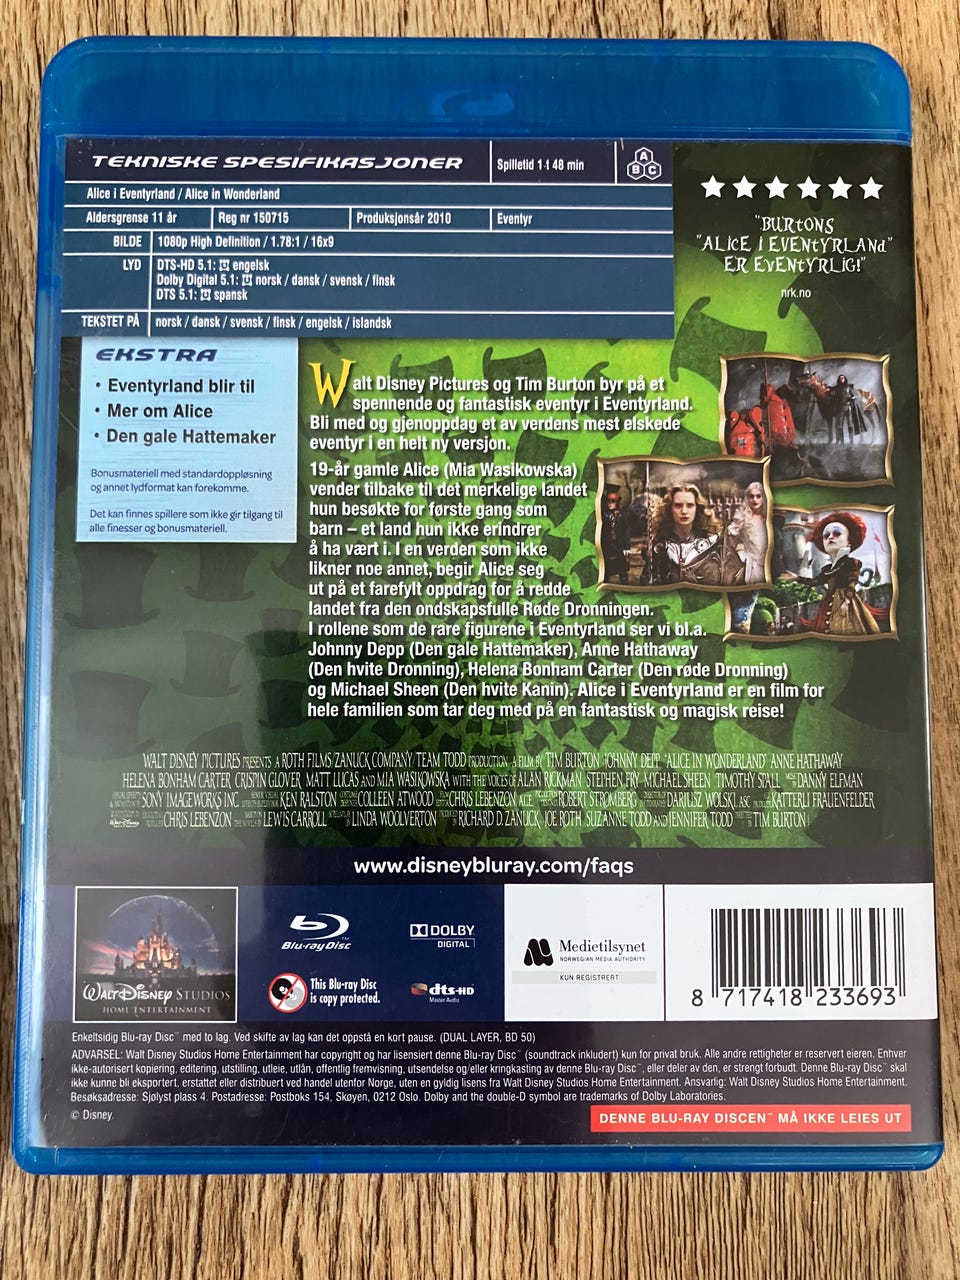 TEKNISKE SPESIFIKASJONER
Spilletid 1 t 48 min
A
B C
Alice i Eventyrland / Alice in Wonderland
Aldersgrense 11 år
Reg nr 150715
Produksjonsår 2010
Eventyr
BILDE
1080p High Definition / 1.78:1 / 16x9
LYD
DTS-HD 5.1: engelsk
Dolby Digital 5.1: norsk / dansk / svensk / finsk
DTS 5.1: spansk
TEKSTET PÅ
norsk / dansk / svensk / finsk / engelsk / islandsk
"BURtONS
"ALiCE i EVENtYRLANd"
ER EVENtYRLiG!"
nrk.no
EKSTRA
• Eventyrland blir til
• Mer om Alice
• Den gale Hattemaker
Bonusmateriell med standardoppløsning
og annet lydformat kan forekomme.
Det kan finnes spillere som ikke gir tilgang til
alle finesser og bonusmateriell.
Walt Disney Pictures og Tim Burton byr på et
spennende og fantastisk eventyr i Eventyrland.
Bli med og gjenoppdag et av verdens mest elskede
eventyr i en helt ny versjon.
19-år gamle Alice (Mia Wasikowska)
vender tilbake til det merkelige landet
hun besøkte for første gang som
barn – et land hun ikke erindrer
å ha vært i. I en verden som ikke
likner noe annet, begir Alice seg
ut på et farefylt oppdrag for å redde
landet fra den ondskapsfulle Røde Dronningen.
I rollene som de rare figurene i Eventyrland ser vi bl.a.
Johnny Depp (Den gale Hattemaker), Anne Hathaway
(Den hvite Dronning), Helena Bonham Carter (Den røde Dronning)
og Michael Sheen (Den hvite Kanin). Alice i Eventyrland er en film for
hele familien som tar deg med på en fantastisk og magisk reise!
WALT DISNEY PICTURES PRESENTS A ROTH FILMS/ZANUCK COMPANY/TEAM TODD PRODUCTION A FILM BY TIM BURTON JOHNNY DEPP "ALICE IN WONDERLAND" ANNE HATHAWAY
HELENA BONHAM CARTER CRISPIN GLOVER MATT LUCAS AND MIA WASIKOWSKA WITH THE VOICES OF ALAN RICKMAN STEPHEN FRY MICHAEL SHEEN TIMOTHY SPALL MUSIC BY DANNY ELFMAN
SONY IMAGEWORKS INC. KEN RALSTON COLLEEN ATWOOD CHRIS LEBENZON A.C.E. ROBERT STROMBERG DARIUSZ WOLSKI, ASC KATTERLI FRAUENFELDER
CHRIS LEBENZON LEWIS CARROLL LINDA WOOLVERTON RICHARD D. ZANUCK JOE ROTH SUZANNE TODD AND JENNIFER TODD TIM BURTON
www.disneybluray.com/faqs
WALT DISNEY STUDIOS
HOME ENTERTAINMENT
Blu-ray Disc™
This Blu-ray Disc
is copy protected.
DOLBY
DIGITAL
dts-HD
Master Audio
Medietilsynet
NORWEGIAN MEDIA AUTHORITY
KUN REGISTRERT
8 717418 233693
Enkeltsidig Blu-ray Disc™ med to lag. Ved skifte av lag kan det oppstå en kort pause. (DUAL LAYER, BD 50)
ADVARSEL: Walt Disney Studios Home Entertainment har copyright og har lisensiert denne Blu-ray Disc™ (soundtrack inkludert) kun for privat bruk. Alle andre rettigheter er reservert eieren. Enhver
ikke-autorisert kopiering, editering, utstilling, utleie, utlån, offentlig fremvisning, utsendelse og/eller kringkasting av denne Blu-ray Disc™, eller deler av den, er strengt forbudt. Denne Blu-ray Disc™ skal
ikke kunne bli eksportert, erstattet eller distribuert ved handel utenfor Norge, uten en gyldig lisens fra Walt Disney Studios Home Entertainment. Ansvarlig: Walt Disney Studios Home Entertainment.
Besøksadresse: Sjølyst plass 4. Postadresse: Postboks 154, Skøyen, 0212 Oslo. Dolby and the double-D symbol are trademarks of Dolby Laboratories.
© Disney.
DENNE BLU-RAY DISCEN™ MÅ IKKE LEIES UT